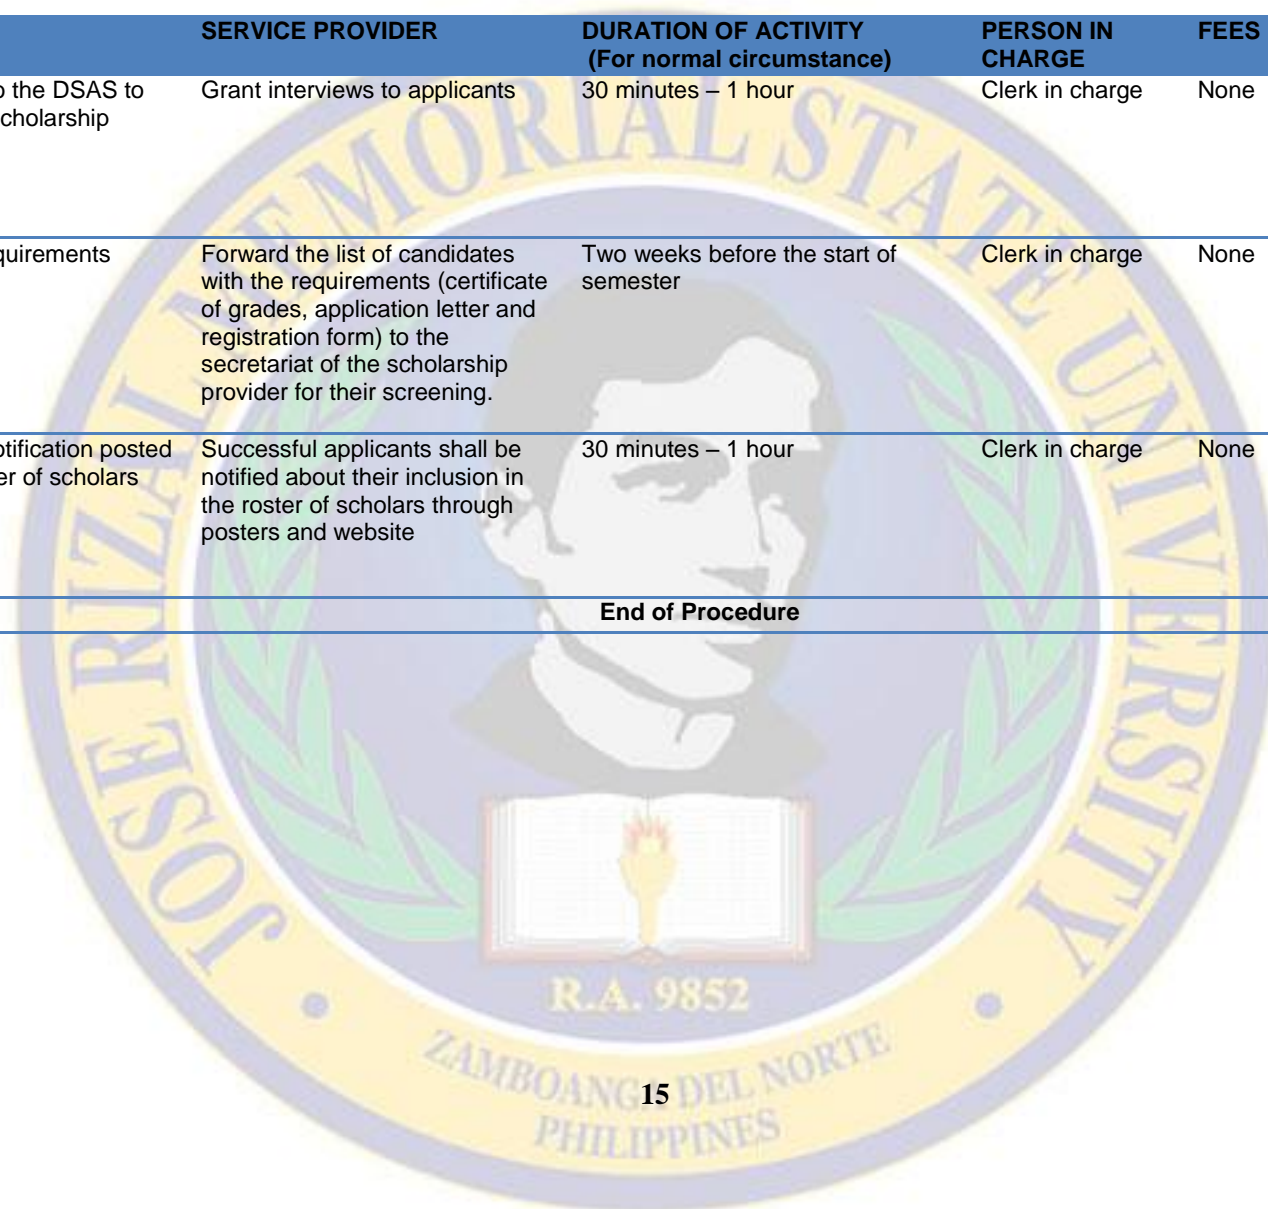 SERVICE PROVIDER DURATION OF ACTIVITY PERSON IN FEES
(For normal circumstance) CHARGE
the DSAS to Grant interviews to applicants 30 minutes – 1 hour Clerk in charge None
cholarship
quirements Forward the list of candidates Two weeks before the start of Clerk in charge None
with the requirements (certificate semester
of grades, application letter and
registration form) to the
secretariat of the scholarship
provider for their screening.
otification posted Successful applicants shall be 30 minutes – 1 hour Clerk in charge None
er of scholars notified about their inclusion in
the roster of scholars through
posters and website
End of Procedure
JOSE RIZAL MEMORIAL STATE UNIVERSITY
R.A. 9852
ZAMBOANGA DEL NORTE
15
PHILIPPINES